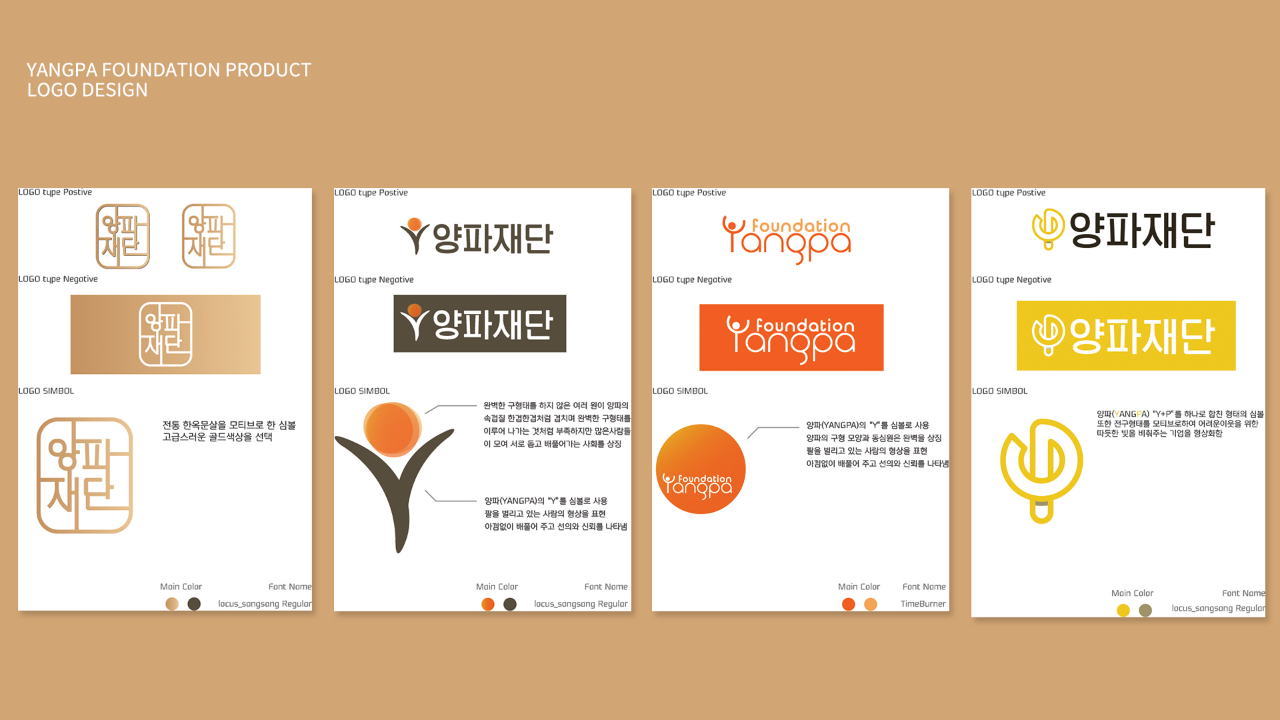 YANGPA FOUNDATION PRODUCT
LOGO DESIGN
LOGO type Postive
양파
재단
양파
재단
LOGO type Negative
양파
재단
LOGO SIMBOL
양파
재단
전통 한옥문살을 모티브로 한 심볼
고급스러운 골드색상을 선택
Main Color
Font Name
locus_sangsang Regular
LOGO type Postive
양파재단
LOGO type Negative
양파재단
LOGO SIMBOL
완벽한 구형태를 하지 않은 여러 원이 양파의
속껍질 한겹한겹처럼 겹치며 완벽한 구형태를
이루어 나가는 것처럼 부족하지만 많은사람들
이 모여 서로 돕고 배풀어가는 사회를 상징
양파(YANGPA)의 "Y"를 심볼로 사용
팔을 벌리고 있는 사람의 형상을 표현
아낌없이 배풀어 주고 선의와 신뢰를 나타냄
Main Color
Font Name
locus_sangsang Regular
LOGO type Postive
foundation
Yangpa
LOGO type Negative
foundation
Yangpa
LOGO SIMBOL
foundation
Yangpa
양파(YANGPA)의 "Y"를 심볼로 사용
양파의 구형 모양과 동심원은 완벽을 상징
팔을 벌리고 있는 사람의 형상을 표현
아낌없이 배풀어 주고 선의와 신뢰를 나타냄
Main Color
Font Name
TimeBurner
LOGO type Postive
양파재단
LOGO type Negative
양파재단
LOGO SIMBOL
양파(YANGPA) "Y+P"를 하나로 합친 형태의 심볼
또한 전구형태를 모티브로하여 어려운이웃을 위한
따듯한 빛을 비춰주는 기업을 형상화함
Main Color
Font Name
locus_sangsang Regular